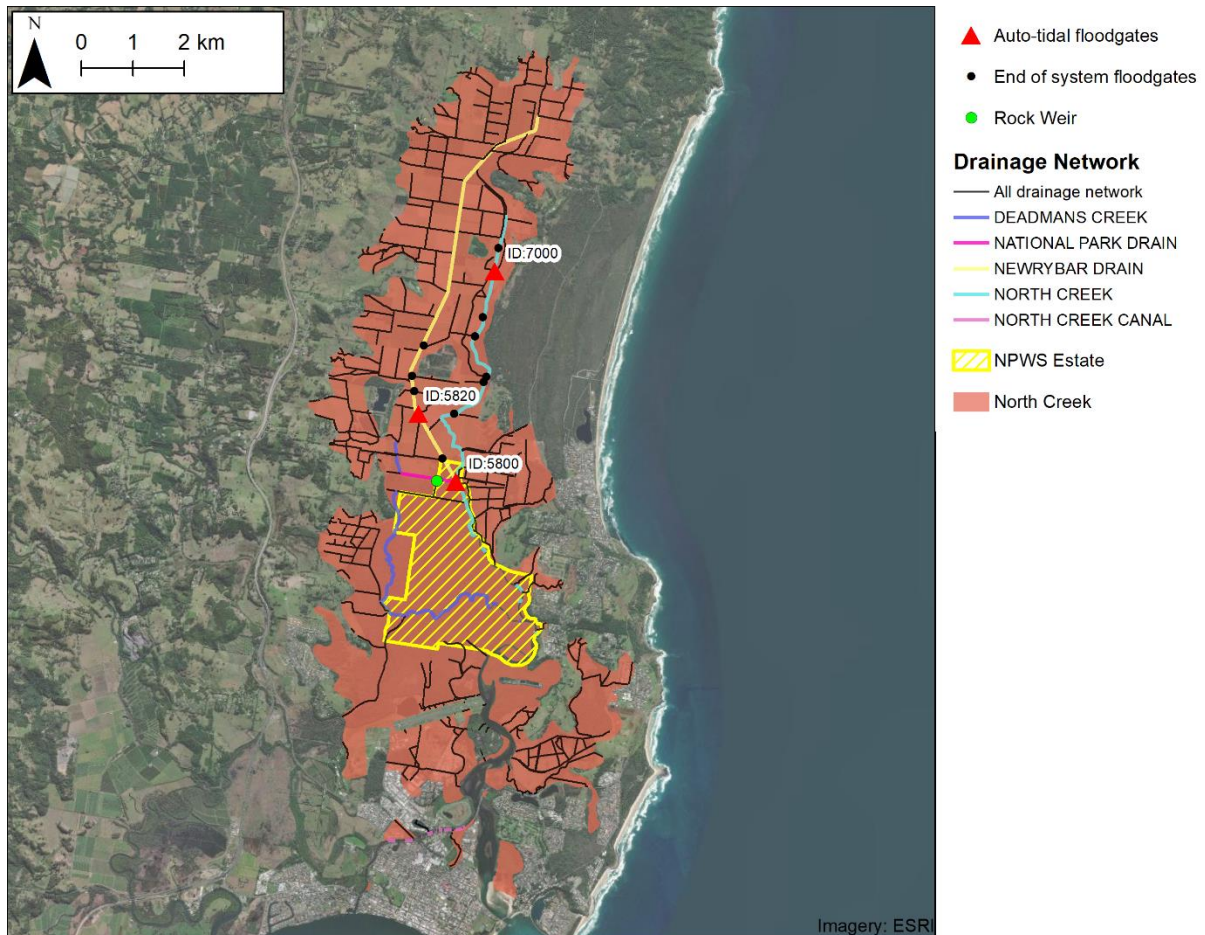 N
0 1 2 km
ID:7000
ID:5820
ID:5800
Imagery: ESRI
Auto-tidal floodgates
End of system floodgates
Rock Weir
Drainage Network
All drainage network
DEADMANS CREEK
NATIONAL PARK DRAIN
NEWRYBAR DRAIN
NORTH CREEK
NORTH CREEK CANAL
NPWS Estate
North Creek